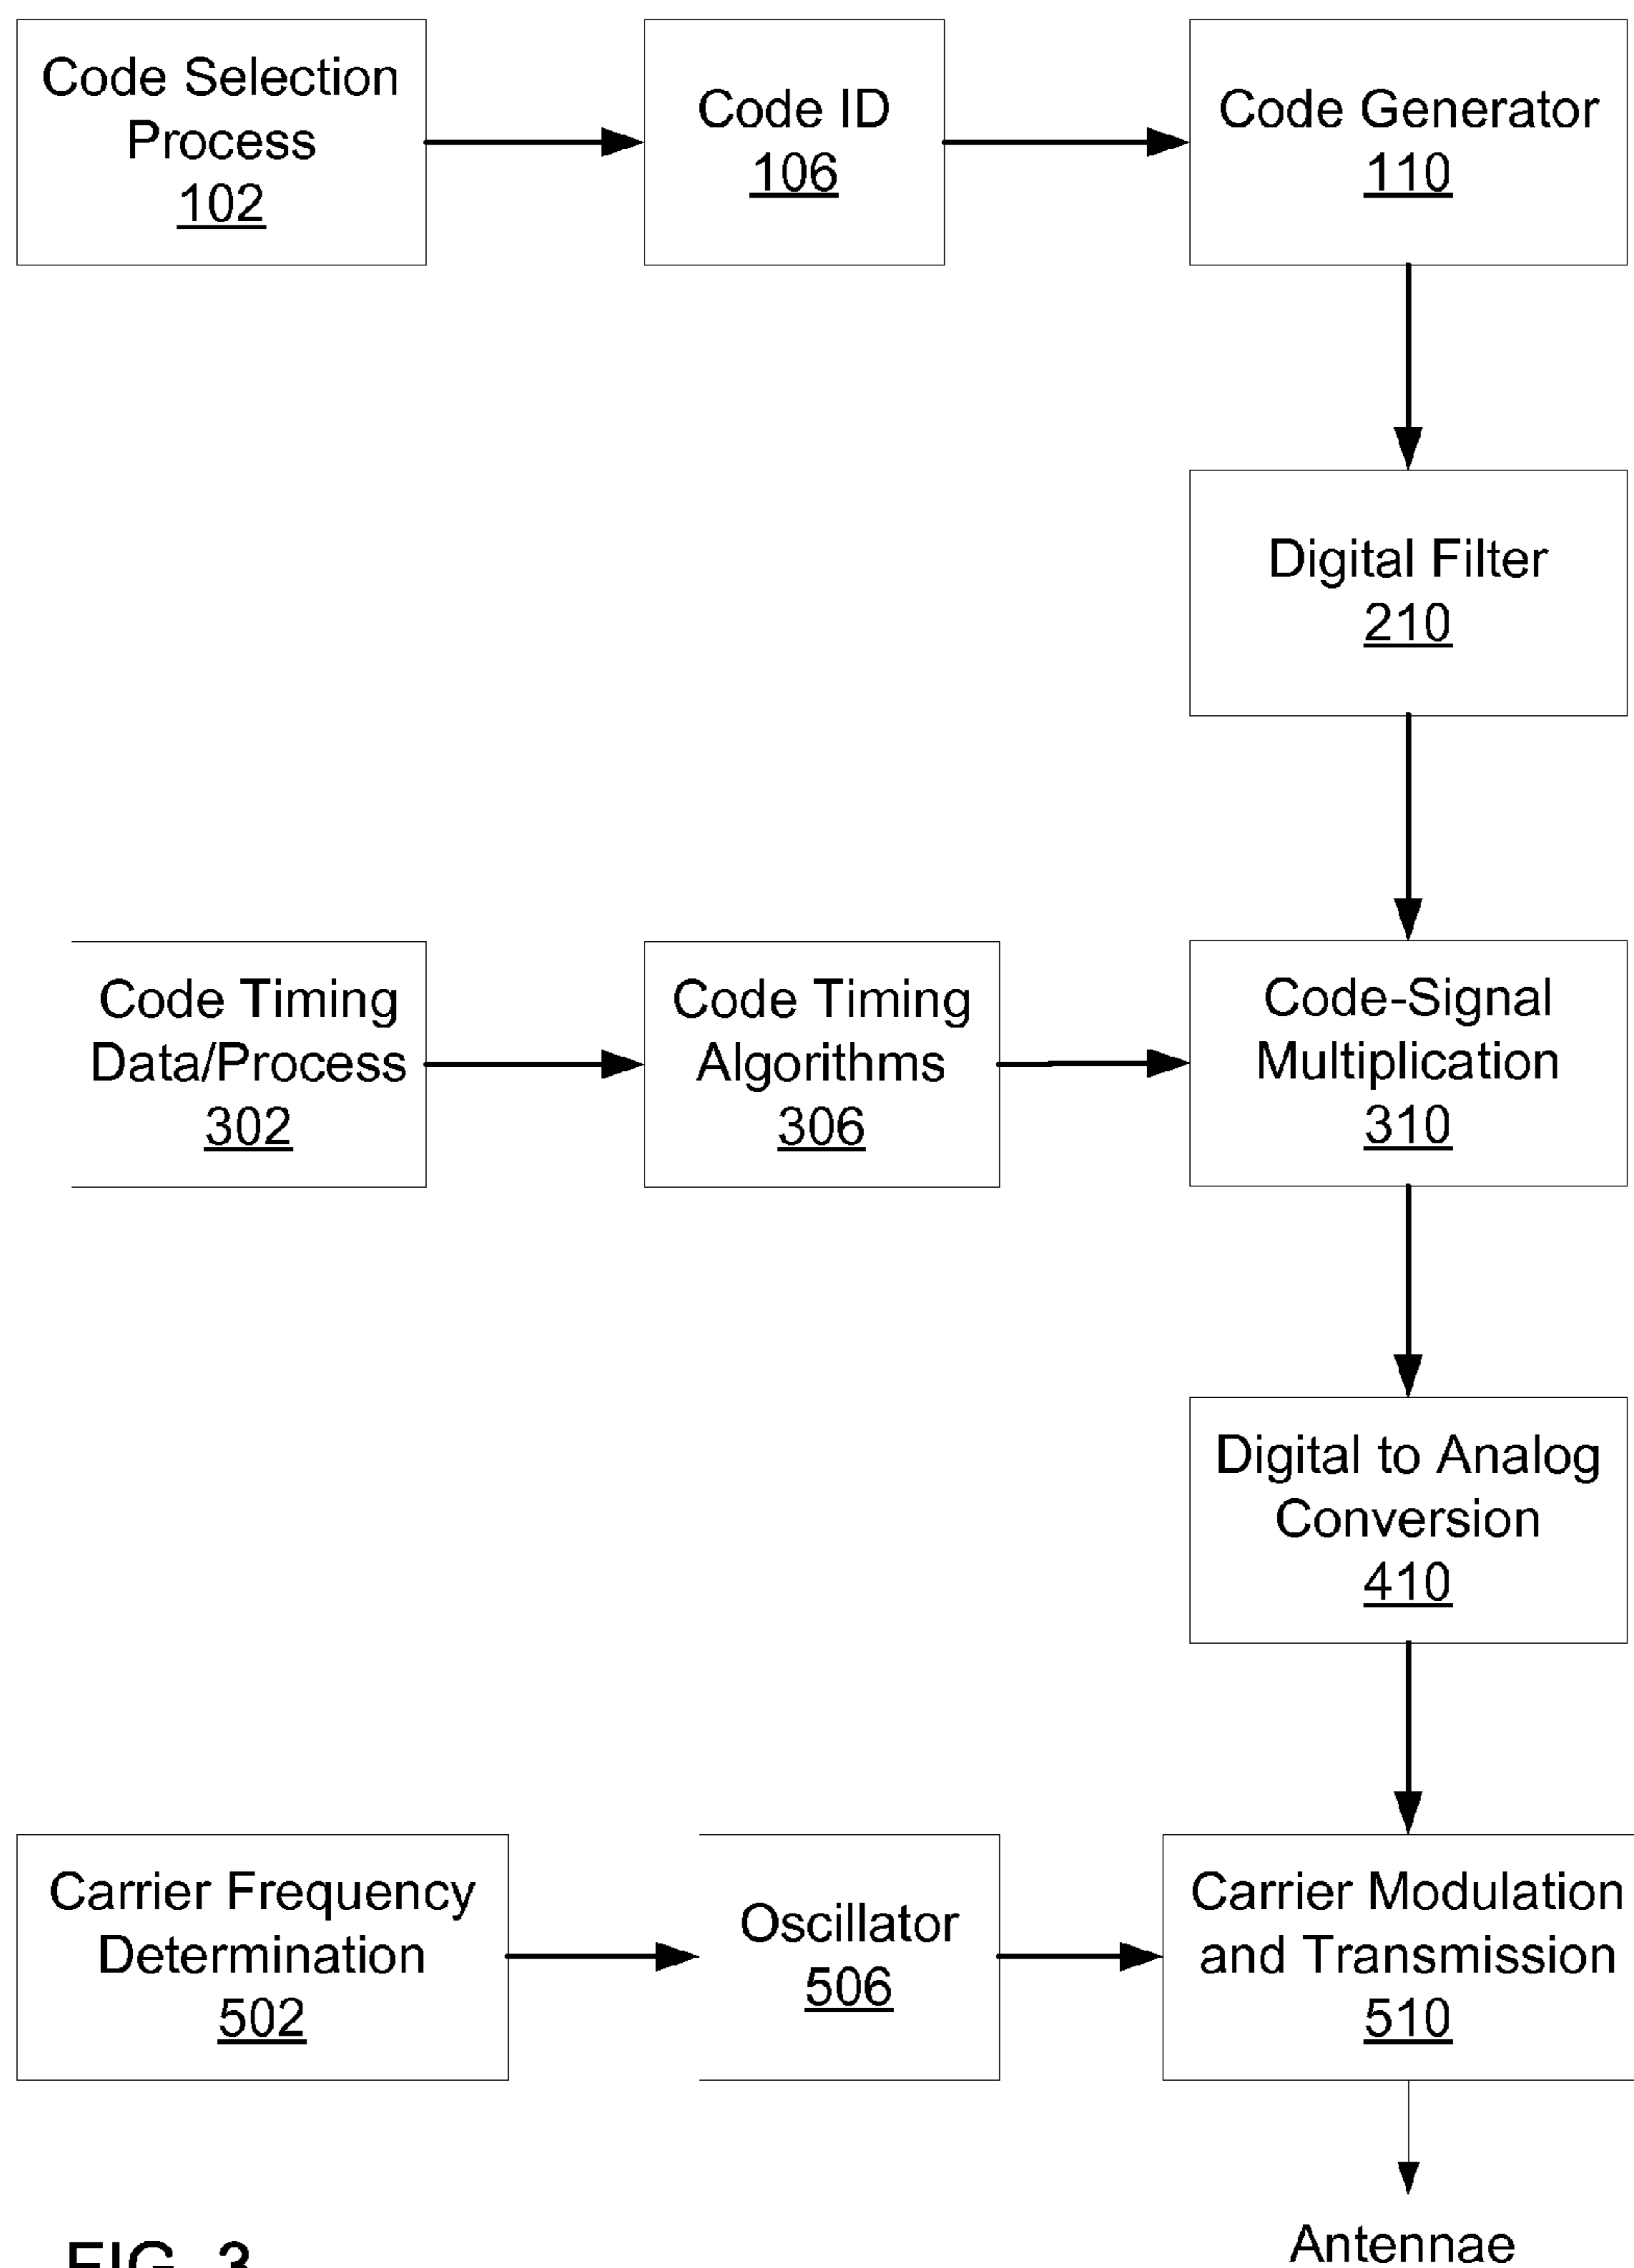 Code Selection
Process
102
Code ID
106
Code Generator
110
Digital Filter
210
Code Timing
Data/Process
302
Code Timing
Algorithms
306
Code-Signal
Multiplication
310
Digital to Analog
Conversion
410
Carrier Frequency
Determination
502
Oscillator
506
Carrier Modulation
and Transmission
510
Antennae
FIG. 3